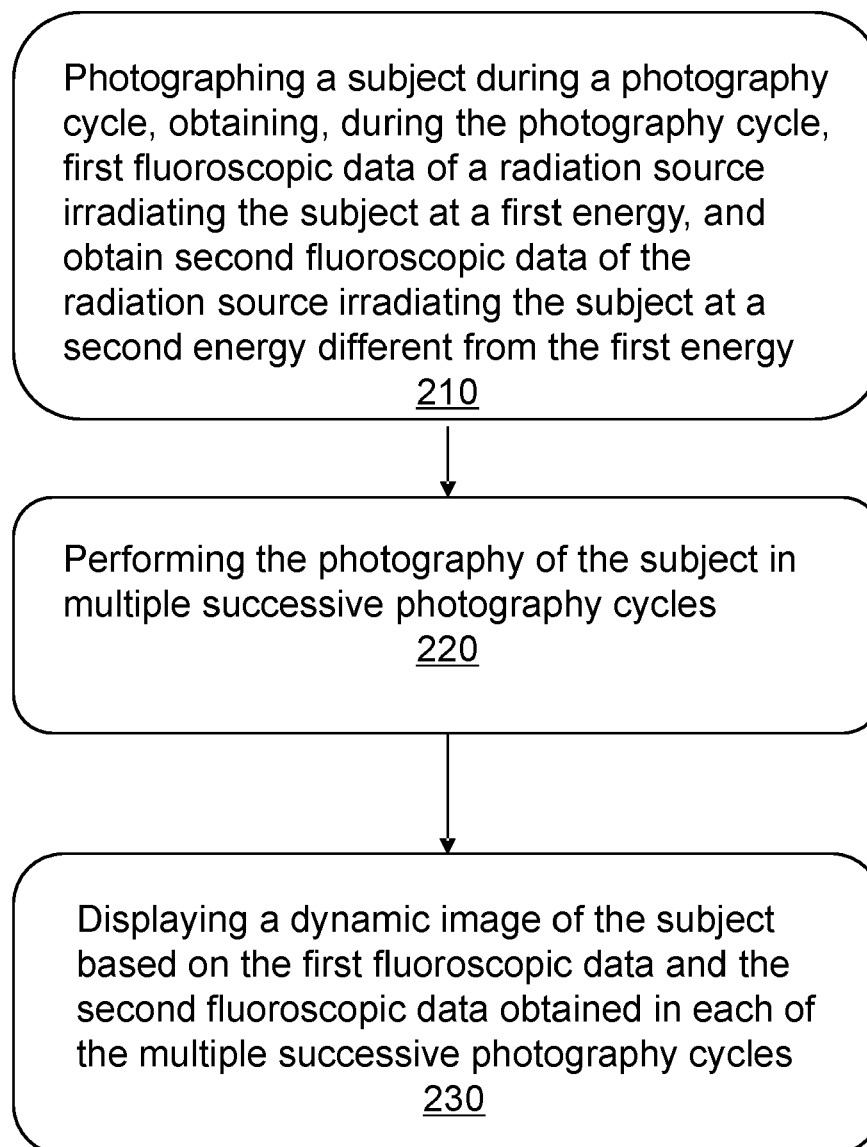 Photographing a subject during a photography
cycle, obtaining, during the photography cycle,
first fluoroscopic data of a radiation source
irradiating the subject at a first energy, and
obtain second fluoroscopic data of the
radiation source irradiating the subject at a
second energy different from the first energy
210
Performing the photography of the subject in
multiple successive photography cycles
220
Displaying a dynamic image of the subject
based on the first fluoroscopic data and the
second fluoroscopic data obtained in each of
the multiple successive photography cycles
230